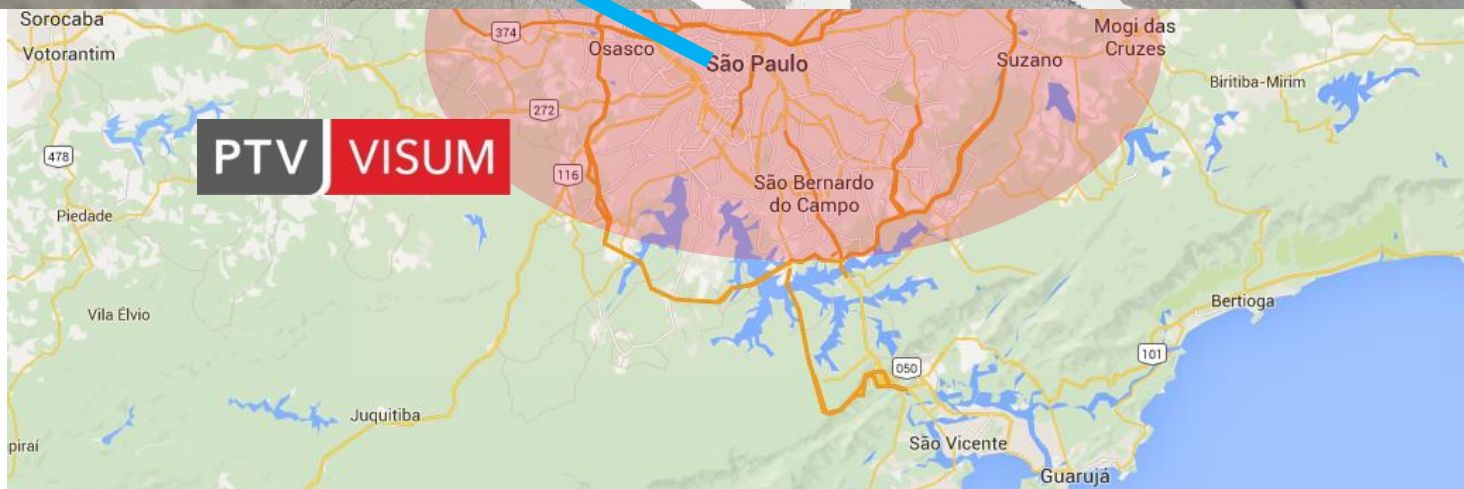 Sorocaba
Votorantim
374
Osasco
São Paulo
Suzano
Mogi das
Cruzes
Biritiba-Mirim
272
478
PTV VISUM
116
São Bernardo
do Campo
Piedade
Vila Élvio
Bertioga
101
050
Juquitiba
São Vicente
piraí
Guarujá